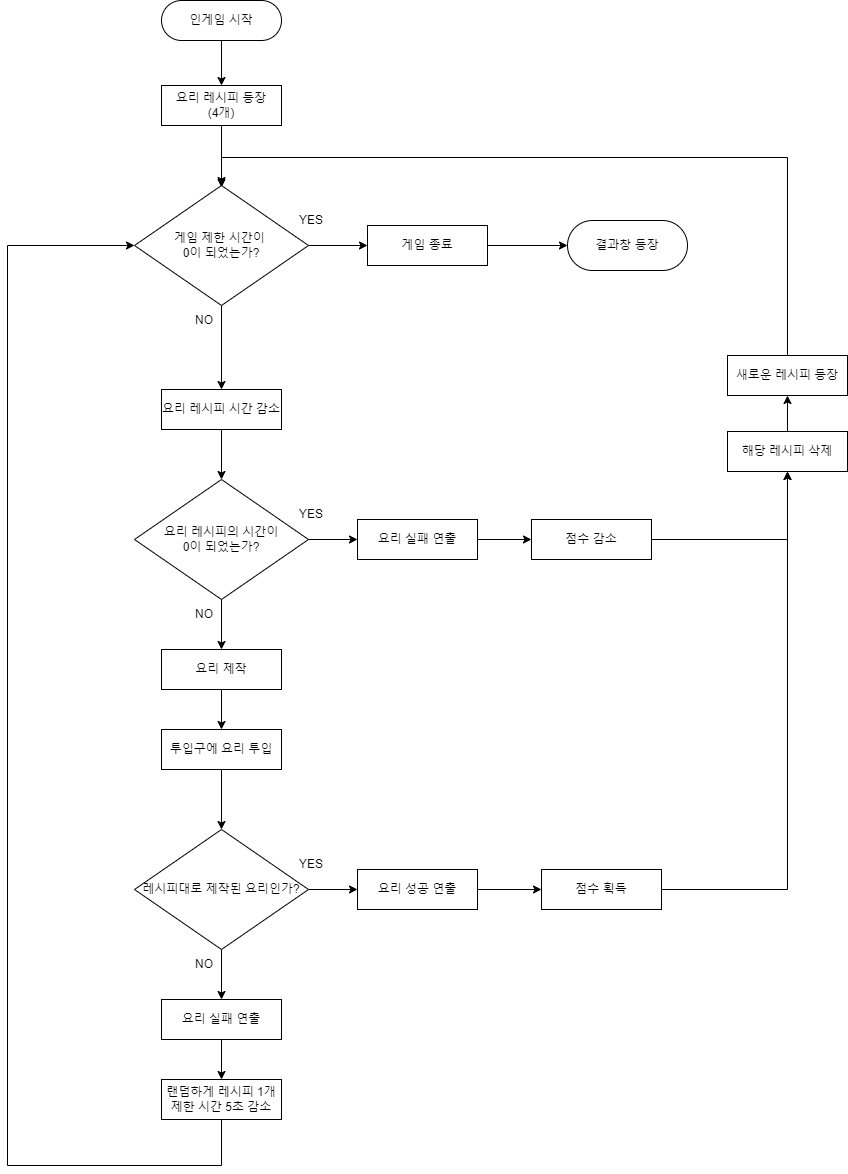 인게임 시작
요리 레시피 등장
(4개)
게임 제한 시간이
0이 되었는가?
YES
게임 종료
결과창 등장
NO
새로운 레시피 등장
요리 레시피 시간 감소
해당 레시피 삭제
요리 레시피의 시간이
0이 되었는가?
YES
요리 실패 연출
점수 감소
NO
요리 제작
투입구에 요리 투입
레시피대로 제작된 요리인가?
YES
요리 성공 연출
점수 획득
NO
요리 실패 연출
랜덤하게 레시피 1개
제한 시간 5초 감소